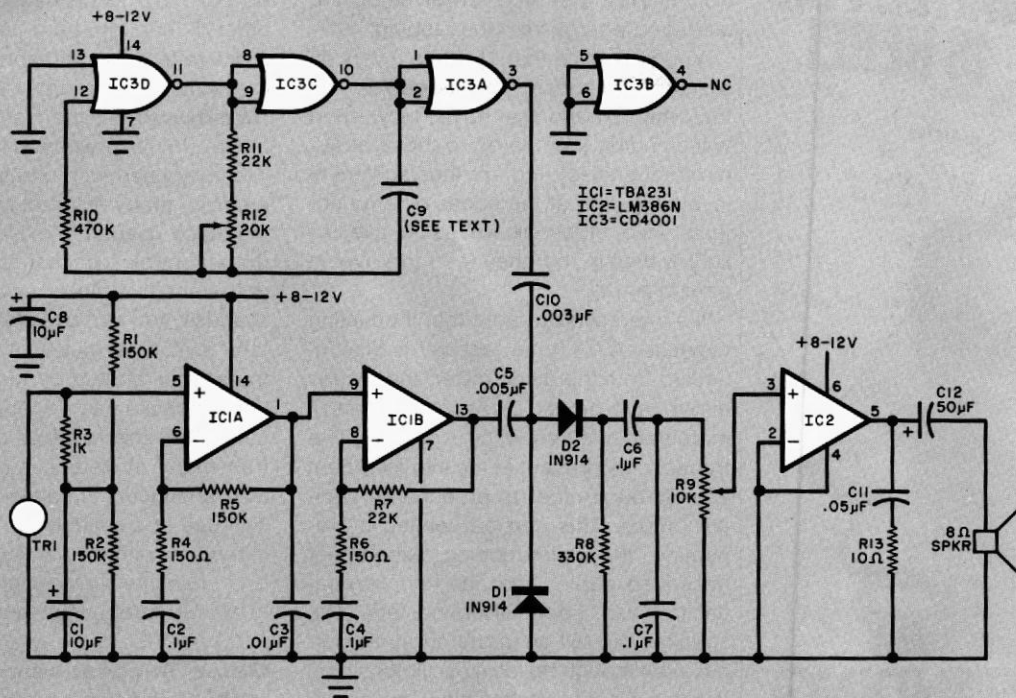 +8-12V
13
14
12
7
11
IC3D
8
9
10
IC3C
1
2
3
IC3A
5
6
4
NC
IC3B
R11
22K
R10
470K
R12
20K
C9
(SEE TEXT)
IC1=TBA231
IC2=LM386N
IC3=CD4001
C10
.003µF
+
C8
10µF
R1
150K
+8-12V
5
+
6
−
14
1
IC1A
9
+
8
−
7
13
IC1B
C5
.005µF
D2
1N914
C6
.1µF
+8-12V
3
+
2
−
6
4
5
IC2
C12
50µF
+
R3
1K
R5
150K
R7
22K
R9
10K
C11
.05µF
TR1
R2
150K
R4
150Ω
R6
150Ω
R8
330K
R13
10Ω
8Ω
SPKR
+
C1
10µF
C2
.1µF
C3
.01µF
C4
.1µF
D1
1N914
C7
.1µF